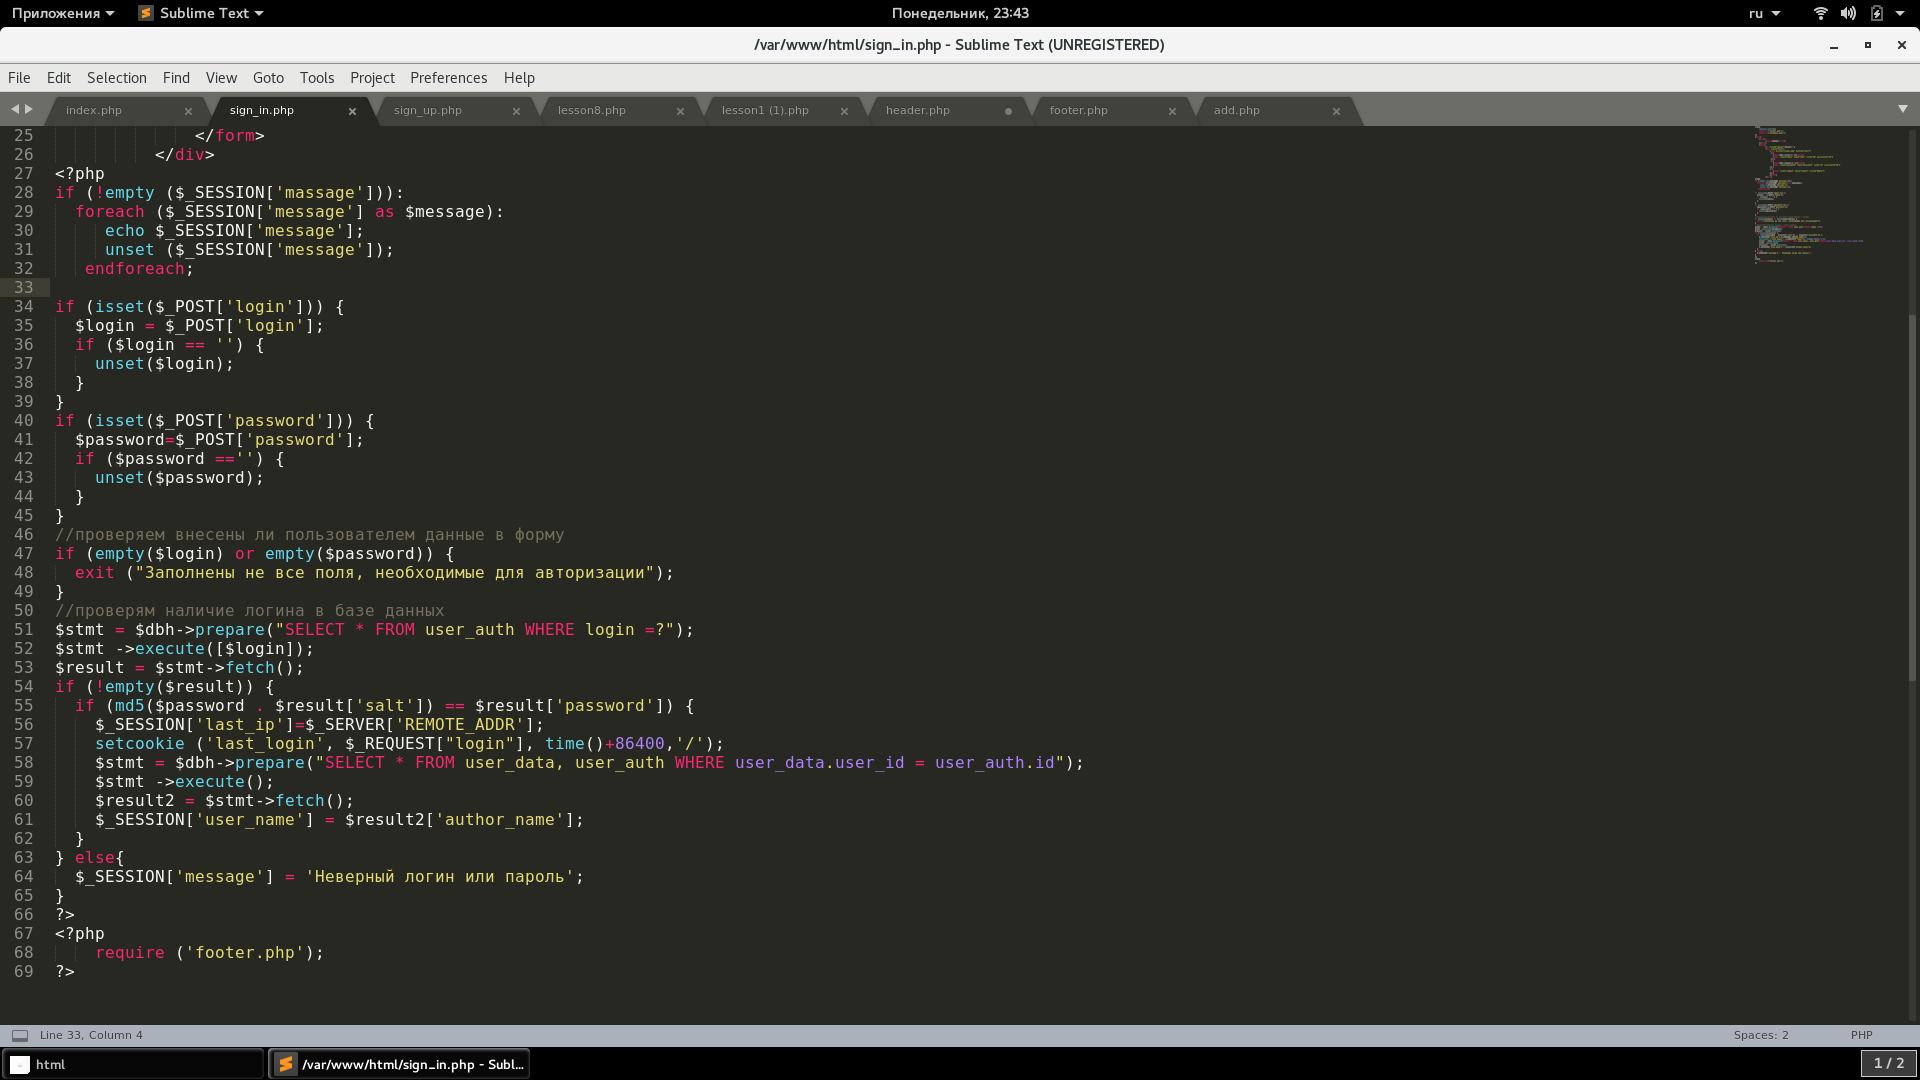 Приложения Sublime Text Понедельник, 23:43 ru
/var/www/html/sign_in.php - Sublime Text (UNREGISTERED)
File Edit Selection Find View Goto Tools Project Preferences Help
index.php sign_in.php sign_up.php lesson8.php lesson1 (1).php header.php footer.php add.php
25 </form>
26 </div>
27 <?php
28 if (!empty ($_SESSION['massage'])):
29 foreach ($_SESSION['message'] as $message):
30 echo $_SESSION['message'];
31 unset ($_SESSION['message']);
32 endforeach;
33
34 if (isset($_POST['login'])) {
35 $login = $_POST['login'];
36 if ($login == '') {
37 unset($login);
38 }
39 }
40 if (isset($_POST['password'])) {
41 $password=$_POST['password'];
42 if ($password =='') {
43 unset($password);
44 }
45 }
46 //проверяем внесены ли пользователем данные в форму
47 if (empty($login) or empty($password)) {
48 exit ("Заполнены не все поля, необходимые для авторизации");
49 }
50 //проверям наличие логина в базе данных
51 $stmt = $dbh->prepare("SELECT * FROM user_auth WHERE login =?");
52 $stmt ->execute([$login]);
53 $result = $stmt->fetch();
54 if (!empty($result)) {
55 if (md5($password . $result['salt']) == $result['password']) {
56 $_SESSION['last_ip']=$_SERVER['REMOTE_ADDR'];
57 setcookie ('last_login', $_REQUEST["login"], time()+86400,'/');
58 $stmt = $dbh->prepare("SELECT * FROM user_data, user_auth WHERE user_data.user_id = user_auth.id");
59 $stmt ->execute();
60 $result2 = $stmt->fetch();
61 $_SESSION['user_name'] = $result2['author_name'];
62 }
63 } else{
64 $_SESSION['message'] = 'Неверный логин или пароль';
65 }
66 ?>
67 <?php
68 require ('footer.php');
69 ?>
Line 33, Column 4 Spaces: 2 PHP
html /var/www/html/sign_in.php - Subl... 1 / 2